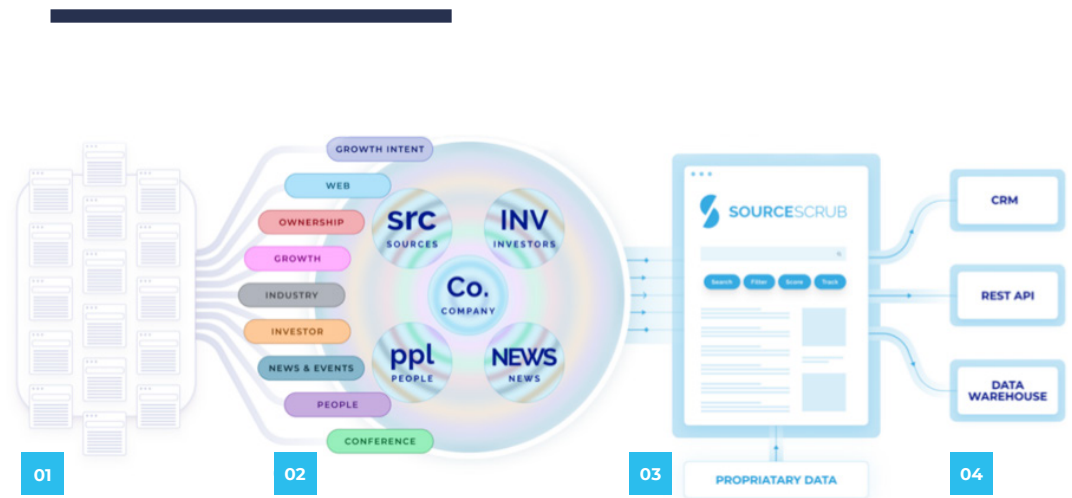 GROWTH INTENT
WEB
OWNERSHIP
GROWTH
INDUSTRY
INVESTOR
NEWS & EVENTS
PEOPLE
CONFERENCE
src
SOURCES
INV
INVESTORS
Co.
COMPANY
ppl
PEOPLE
NEWS
NEWS
SOURCESCRUB
Search Filter Score Track
PROPRIATARY DATA
CRM
REST API
DATA
WAREHOUSE
01
02
03
04